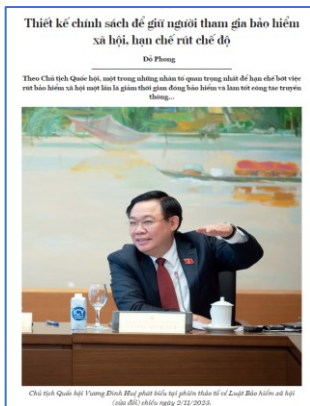 Thiết kế chính sách để giữ người tham gia bảo hiểm
xã hội, hạn chế rút chế độ
Đỗ Phong
Theo Chủ tịch Quốc hội, một trong những nhân tố quan trọng nhất để hạn chế bớt việc
rút bảo hiểm xã hội một lần là giảm thời gian đóng bảo hiểm và làm tốt công tác truyền
thông...
Chủ tịch Quốc hội Vương Đình Huệ phát biểu tại phiên thảo tổ về Luật Bảo hiểm xã hội
(sửa đổi) chiều ngày 2/11/2023.